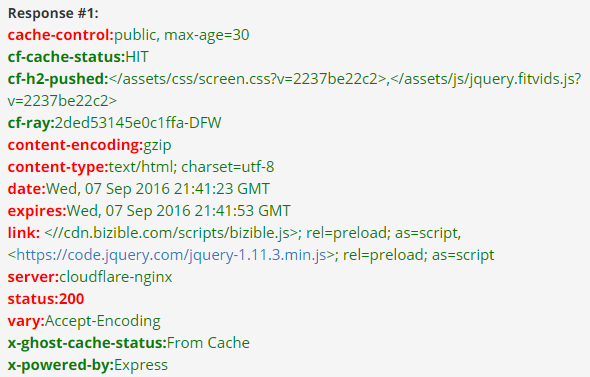 Response #1:
cache-control:public, max-age=30
cf-cache-status:HIT
cf-h2-pushed:</assets/css/screen.css?v=2237be22c2>,</assets/js/jquery.fitvids.js?
v=2237be22c2>
cf-ray:2ded53145e0c1ffa-DFW
content-encoding:gzip
content-type:text/html; charset=utf-8
date:Wed, 07 Sep 2016 21:41:23 GMT
expires:Wed, 07 Sep 2016 21:41:53 GMT
link: <//cdn.bizible.com/scripts/bizible.js>; rel=preload; as=script,
<https://code.jquery.com/jquery-1.11.3.min.js>; rel=preload; as=script
server:cloudflare-nginx
status:200
vary:Accept-Encoding
x-ghost-cache-status:From Cache
x-powered-by:Express